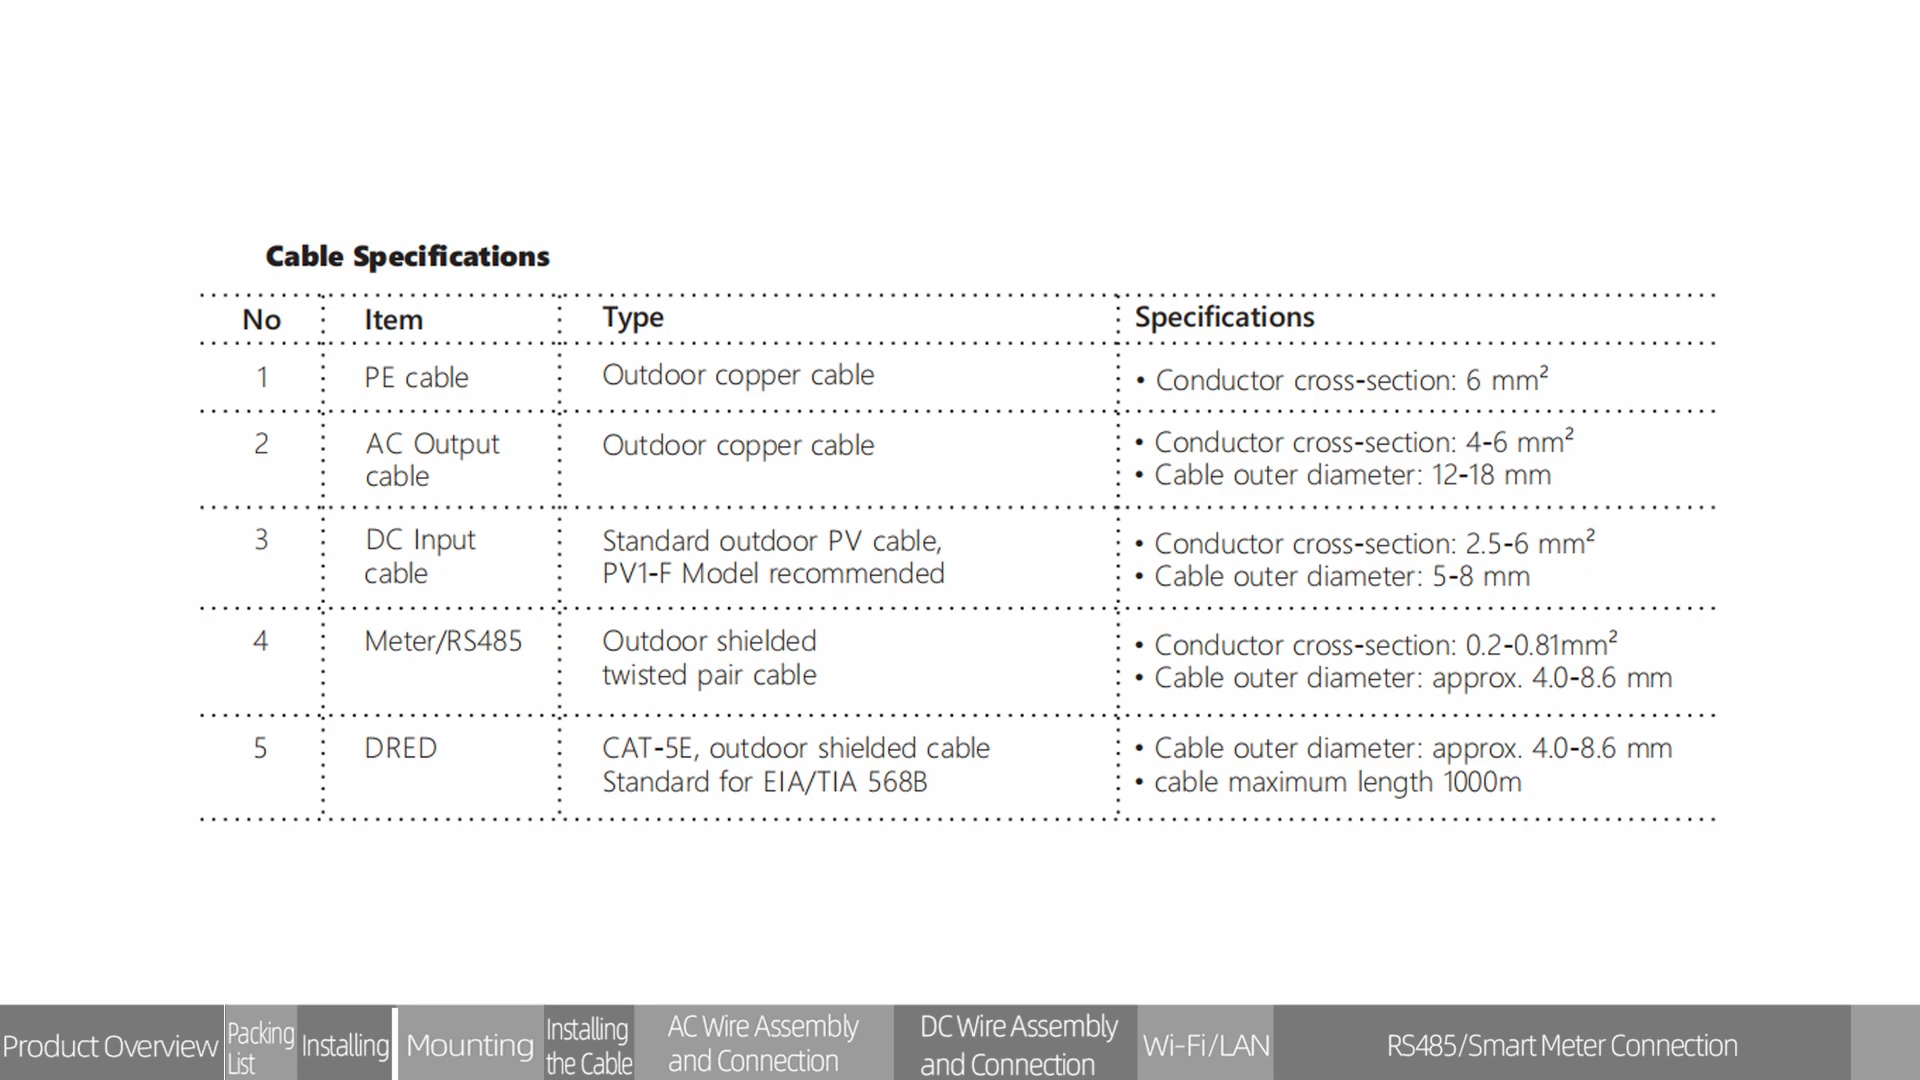 Cable Specifications
No Item Type Specifications
1 PE cable Outdoor copper cable • Conductor cross-section: 6 mm²
2 AC Output cable Outdoor copper cable • Conductor cross-section: 4-6 mm²
• Cable outer diameter: 12-18 mm
3 DC Input cable Standard outdoor PV cable, • Conductor cross-section: 2.5-6 mm²
PV1-F Model recommended • Cable outer diameter: 5-8 mm
4 Meter/RS485 Outdoor shielded • Conductor cross-section: 0.2-0.81mm²
twisted pair cable • Cable outer diameter: approx. 4.0-8.6 mm
5 DRED CAT-5E, outdoor shielded cable • Cable outer diameter: approx. 4.0-8.6 mm
Standard for EIA/TIA 568B • cable maximum length 1000m
Product Overview
Packing
List
Installing
Mounting
Installing
the Cable
AC Wire Assembly
and Connection
DC Wire Assembly
and Connection
Wi-Fi/LAN
RS485/Smart Meter Connection